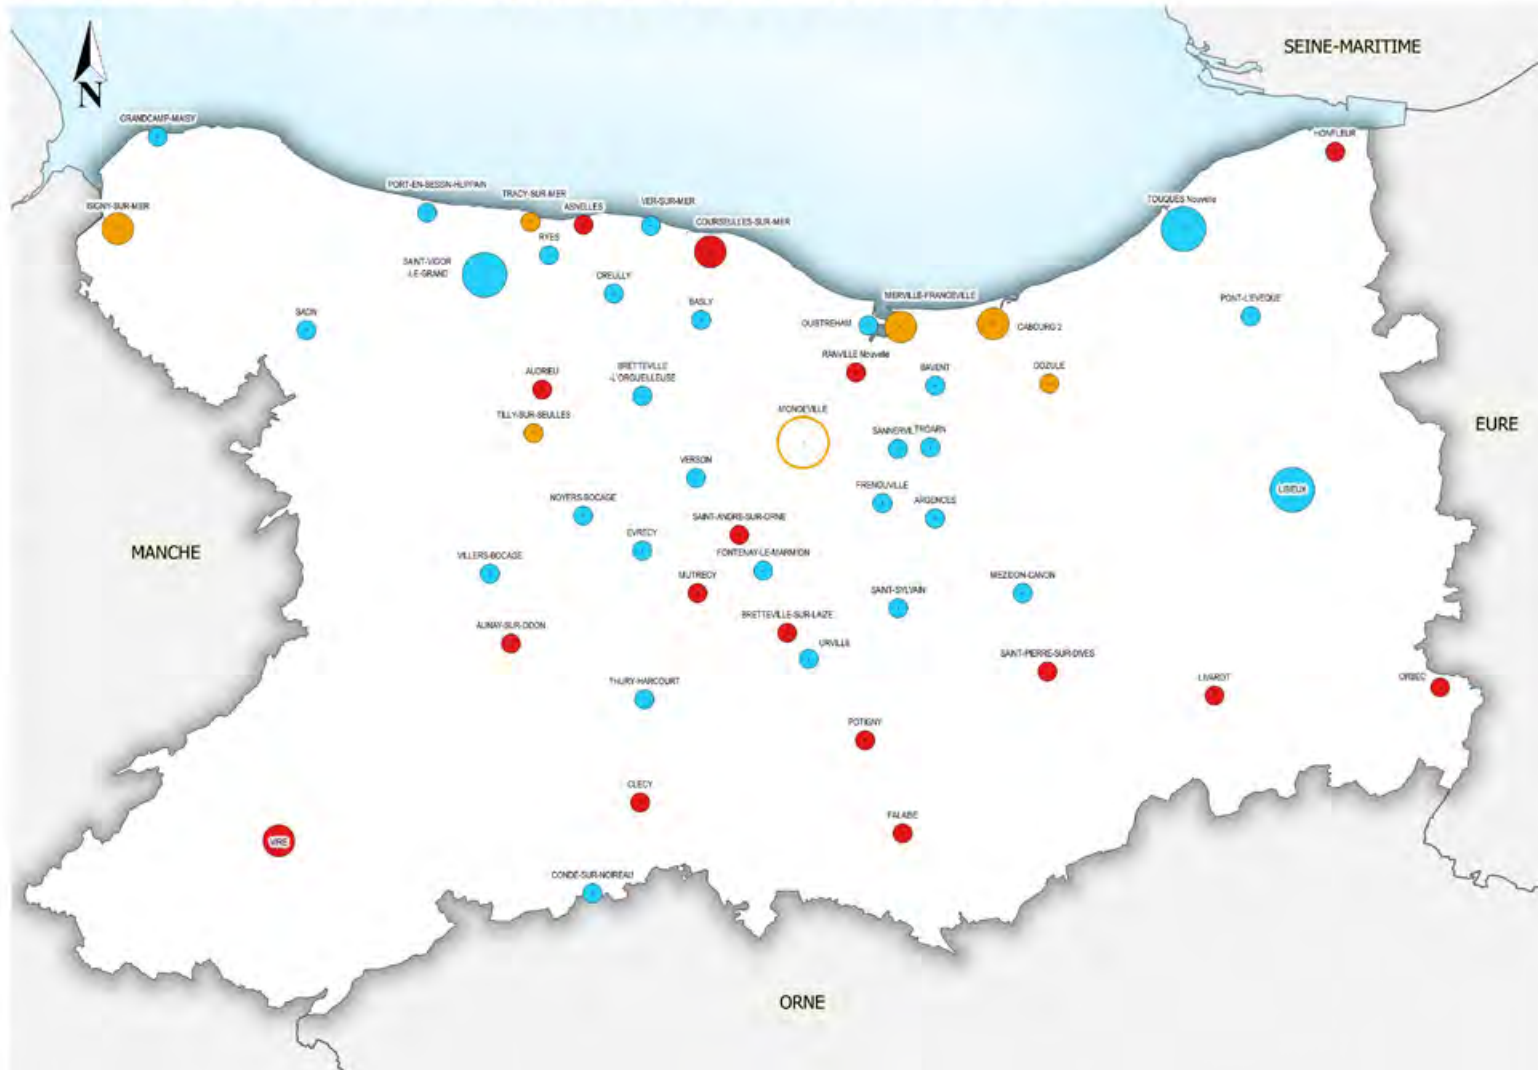 SEINE-MARITIME
N
GRANDCAMP-MAISY
HONFLEUR
PORT-EN-BESSIN-HUPPAIN
TRACY-SUR-MER
ASNELLES
VER-SUR-MER
TOUQUES Nouvelle
ISIGNY-SUR-MER
COURSEULLES-SUR-MER
RYES
SAINT-VIGOR
-LE-GRAND
CREULLY
MERVILLE-FRANCEVILLE
PONT-L'EVEQUE
BASLY
SAON
OUISTREHAM
CABOURG 2
RANVILLE Nouvelle
BRETTEVILLE
-L'ORGUEILLEUSE
BAVENT
DOZULE
AUDRIEU
MONDEVILLE
TILLY-SUR-SEULLES
EURE
SANNERVIL
TROARN
VERSON
FRENOUVILLE
LISIEUX
NOYERS-BOCAGE
ARGENCES
SAINT-ANDRE-SUR-ORNE
EVRECY
MANCHE
VILLERS-BOCAGE
FONTENAY-LE-MARMION
MUTRECY
MEZIDON-CANON
SAINT-SYLVAIN
BRETTEVILLE-SUR-LAIZE
AUNAY-SUR-ODON
URVILLE
SAINT-PIERRE-SUR-DIVES
THURY-HARCOURT
LIVAROT
ORBEC
POTIGNY
CLECY
FALAISE
VIRE
CONDE-SUR-NOIREAU
ORNE